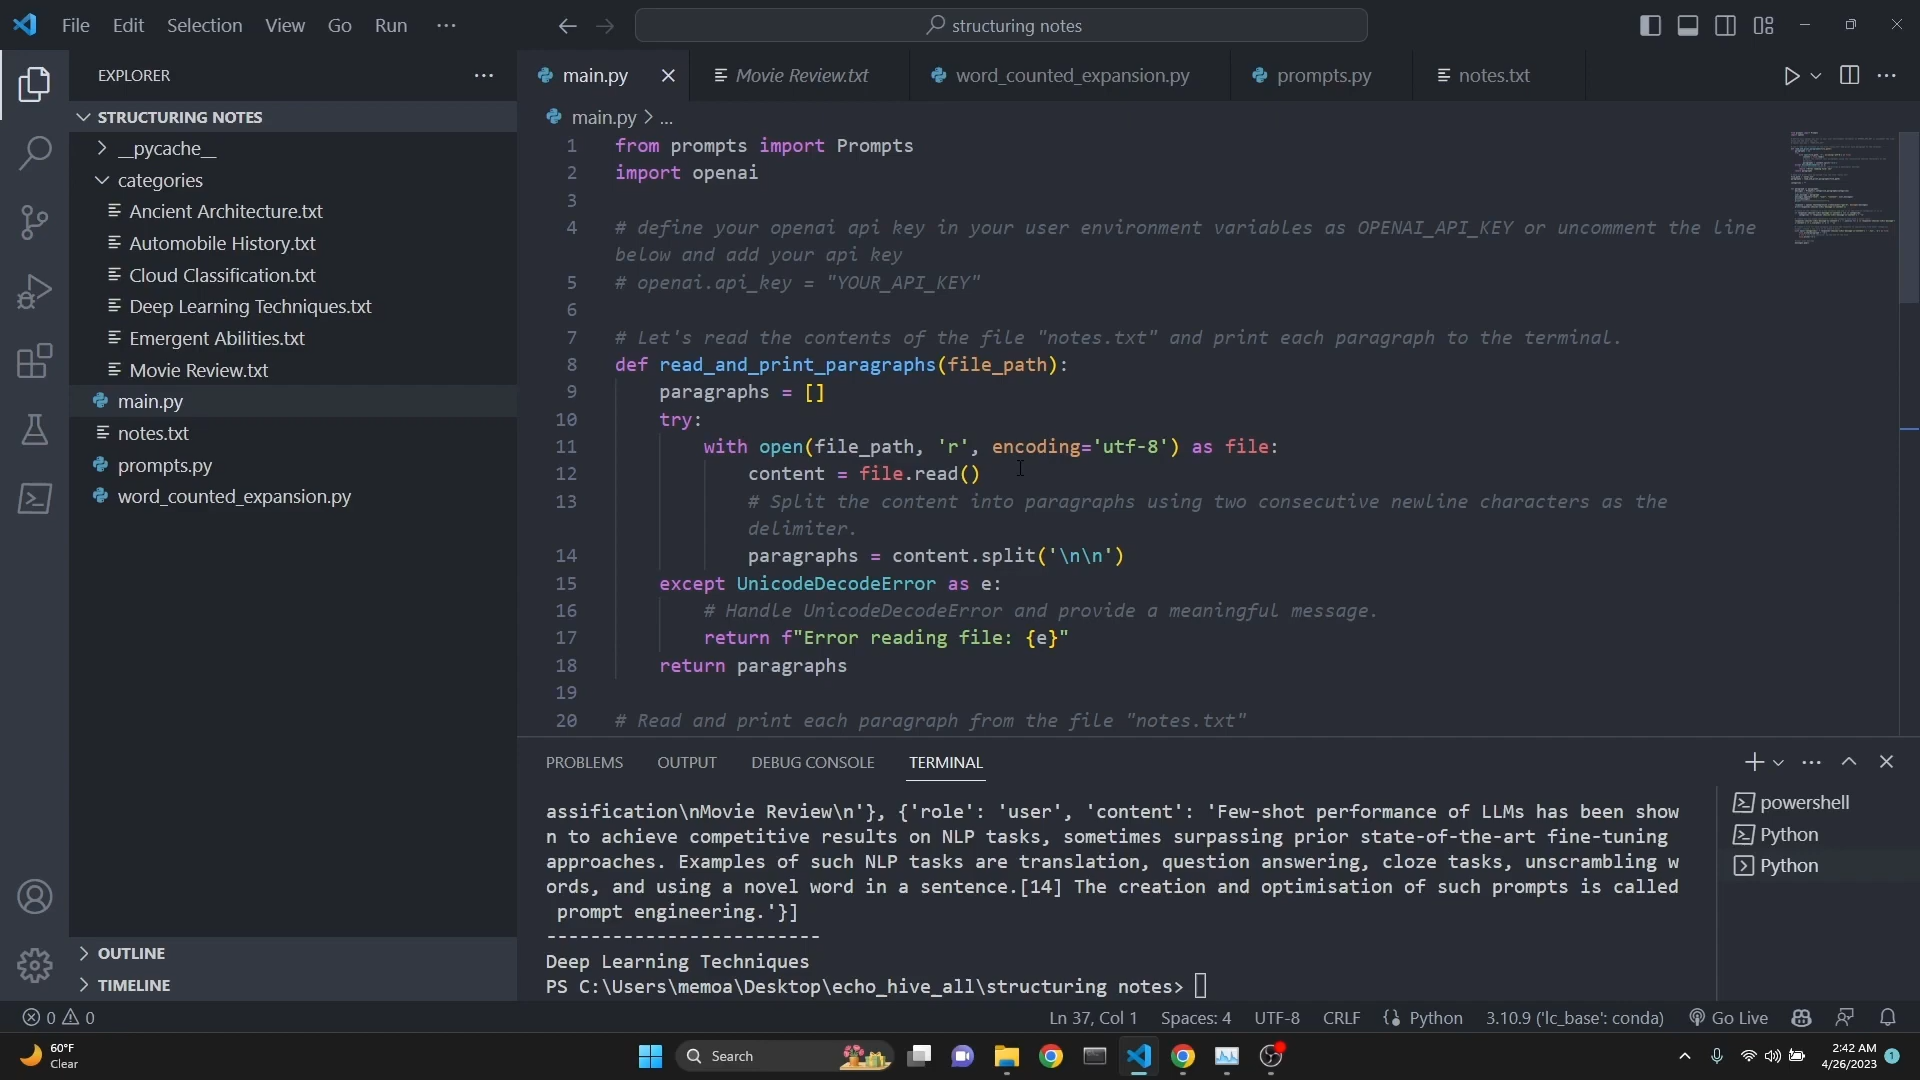 File Edit Selection View Go Run ···
structuring notes
EXPLORER
main.py
Movie Review.txt
word_counted_expansion.py
prompts.py
notes.txt
STRUCTURING NOTES
__pycache__
categories
Ancient Architecture.txt
Automobile History.txt
Cloud Classification.txt
Deep Learning Techniques.txt
Emergent Abilities.txt
Movie Review.txt
main.py
notes.txt
prompts.py
word_counted_expansion.py
OUTLINE
TIMELINE
main.py > ...
1 from prompts import Prompts
2 import openai
3
4 # define your openai api key in your user environment variables as OPENAI_API_KEY or uncomment the line
below and add your api key
5 # openai.api_key = "YOUR_API_KEY"
6
7 # Let's read the contents of the file "notes.txt" and print each paragraph to the terminal.
8 def read_and_print_paragraphs(file_path):
9 paragraphs = []
10 try:
11 with open(file_path, 'r', encoding='utf-8') as file:
12 content = file.read()
13 # Split the content into paragraphs using two consecutive newline characters as the
delimiter.
14 paragraphs = content.split('\n\n')
15 except UnicodeDecodeError as e:
16 # Handle UnicodeDecodeError and provide a meaningful message.
17 return f"Error reading file: {e}"
18 return paragraphs
19
20 # Read and print each paragraph from the file "notes.txt"
PROBLEMS OUTPUT DEBUG CONSOLE TERMINAL
assification\nMovie Review\n'}, {'role': 'user', 'content': 'Few-shot performance of LLMs has been show
n to achieve competitive results on NLP tasks, sometimes surpassing prior state-of-the-art fine-tuning
approaches. Examples of such NLP tasks are translation, question answering, cloze tasks, unscrambling w
ords, and using a novel word in a sentence.[14] The creation and optimisation of such prompts is called
prompt engineering.'}]
-------------------------
Deep Learning Techniques
PS C:\Users\memoa\Desktop\echo_hive_all\structuring notes>
powershell
Python
Python
0 0
Ln 37, Col 1 Spaces: 4 UTF-8 CRLF Python 3.10.9 ('lc_base': conda) Go Live
60°F
Clear
Search
2:42 AM
4/26/2023
1